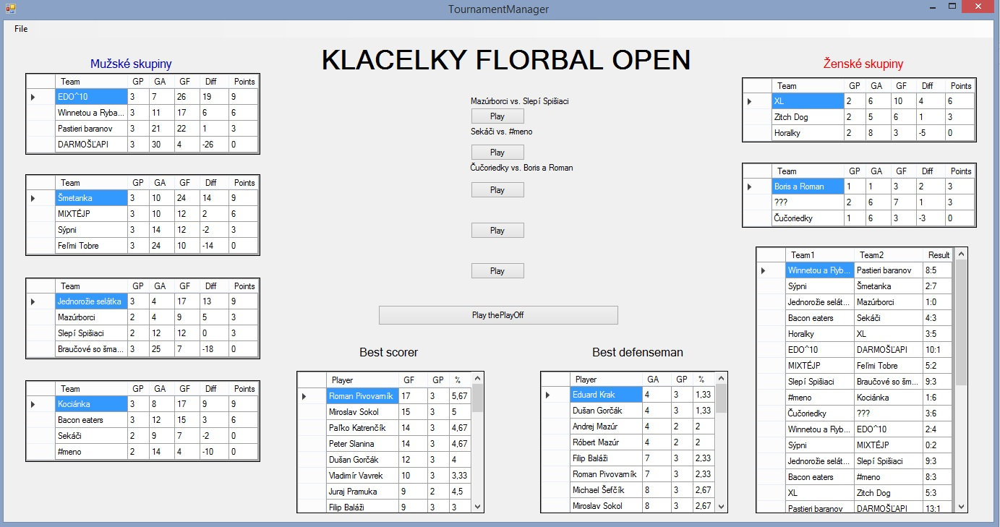 TournamentManager
File
KLACELKY FLORBAL OPEN
Mužské skupiny
Team GP GA GF Diff Points
EDO^10 3 7 26 19 9
Winnetou a Ryba... 3 11 17 6 6
Pastieri baranov 3 21 22 1 3
DARMOŠĽAPI 3 30 4 -26 0
Team GP GA GF Diff Points
Šmetanka 3 10 24 14 9
MIXTÉJP 3 10 12 2 6
Sýpni 3 14 12 -2 3
Feľmi Tobre 3 24 10 -14 0
Team GP GA GF Diff Points
Jednorožie selátka 3 4 17 13 9
Mazúrborci 2 4 9 5 3
Slepí Spišiaci 2 12 12 0 3
Braučové so šma... 3 25 7 -18 0
Team GP GA GF Diff Points
Kociánka 3 8 17 9 9
Bacon eaters 3 12 15 3 6
Sekáči 2 9 7 -2 0
#meno 2 14 4 -10 0
Mazúrborci vs. Slepí Spišiaci
Play
Sekáči vs. #meno
Play
Čučoriedky vs. Boris a Roman
Play
Play
Play
Play thePlayOff
Best scorer
Player GF GP %
Roman Pivovarník 17 3 5,67
Miroslav Sokol 15 3 5
Paľko Katrenčík 14 3 4,67
Peter Slanina 14 3 4,67
Dušan Gorčák 12 3 4
Vladimír Vavrek 10 3 3,33
Juraj Pramuka 9 2 4,5
Filip Baláži 9 3 3
Best defenseman
Player GA GP %
Eduard Krak 4 3 1,33
Dušan Gorčák 4 3 1,33
Andrej Mazúr 4 2 2
Róbert Mazúr 4 2 2
Filip Baláži 7 3 2,33
Roman Pivovarník 7 3 2,33
Michael Šefčík 8 3 2,67
Miroslav Sokol 8 3 2,67
Ženské skupiny
Team GP GA GF Diff Points
XL 2 6 10 4 6
Zitch Dog 2 5 6 1 3
Horalky 2 8 3 -5 0
Team GP GA GF Diff Points
Boris a Roman 1 1 3 2 3
??? 2 6 7 1 3
Čučoriedky 1 6 3 -3 0
Team1 Team2 Result
Winnetou a Ryb... Pastieri baranov 8:5
Sýpni Šmetanka 2:7
Jednorožie selát... Mazúrborci 1:0
Bacon eaters Sekáči 4:3
Horalky XL 3:5
EDO^10 DARMOŠĽAPI 10:1
MIXTÉJP Feľmi Tobre 5:2
Slepí Spišiaci Braučové so šm... 9:3
#meno Kociánka 1:6
Čučoriedky ??? 3:6
Winnetou a Ryb... EDO^10 2:4
Sýpni MIXTÉJP 0:2
Jednorožie selát... Slepí Spišiaci 9:3
Bacon eaters #meno 8:3
XL Zitch Dog 5:3
Pastieri baranov DARMOŠĽAPI 13:1